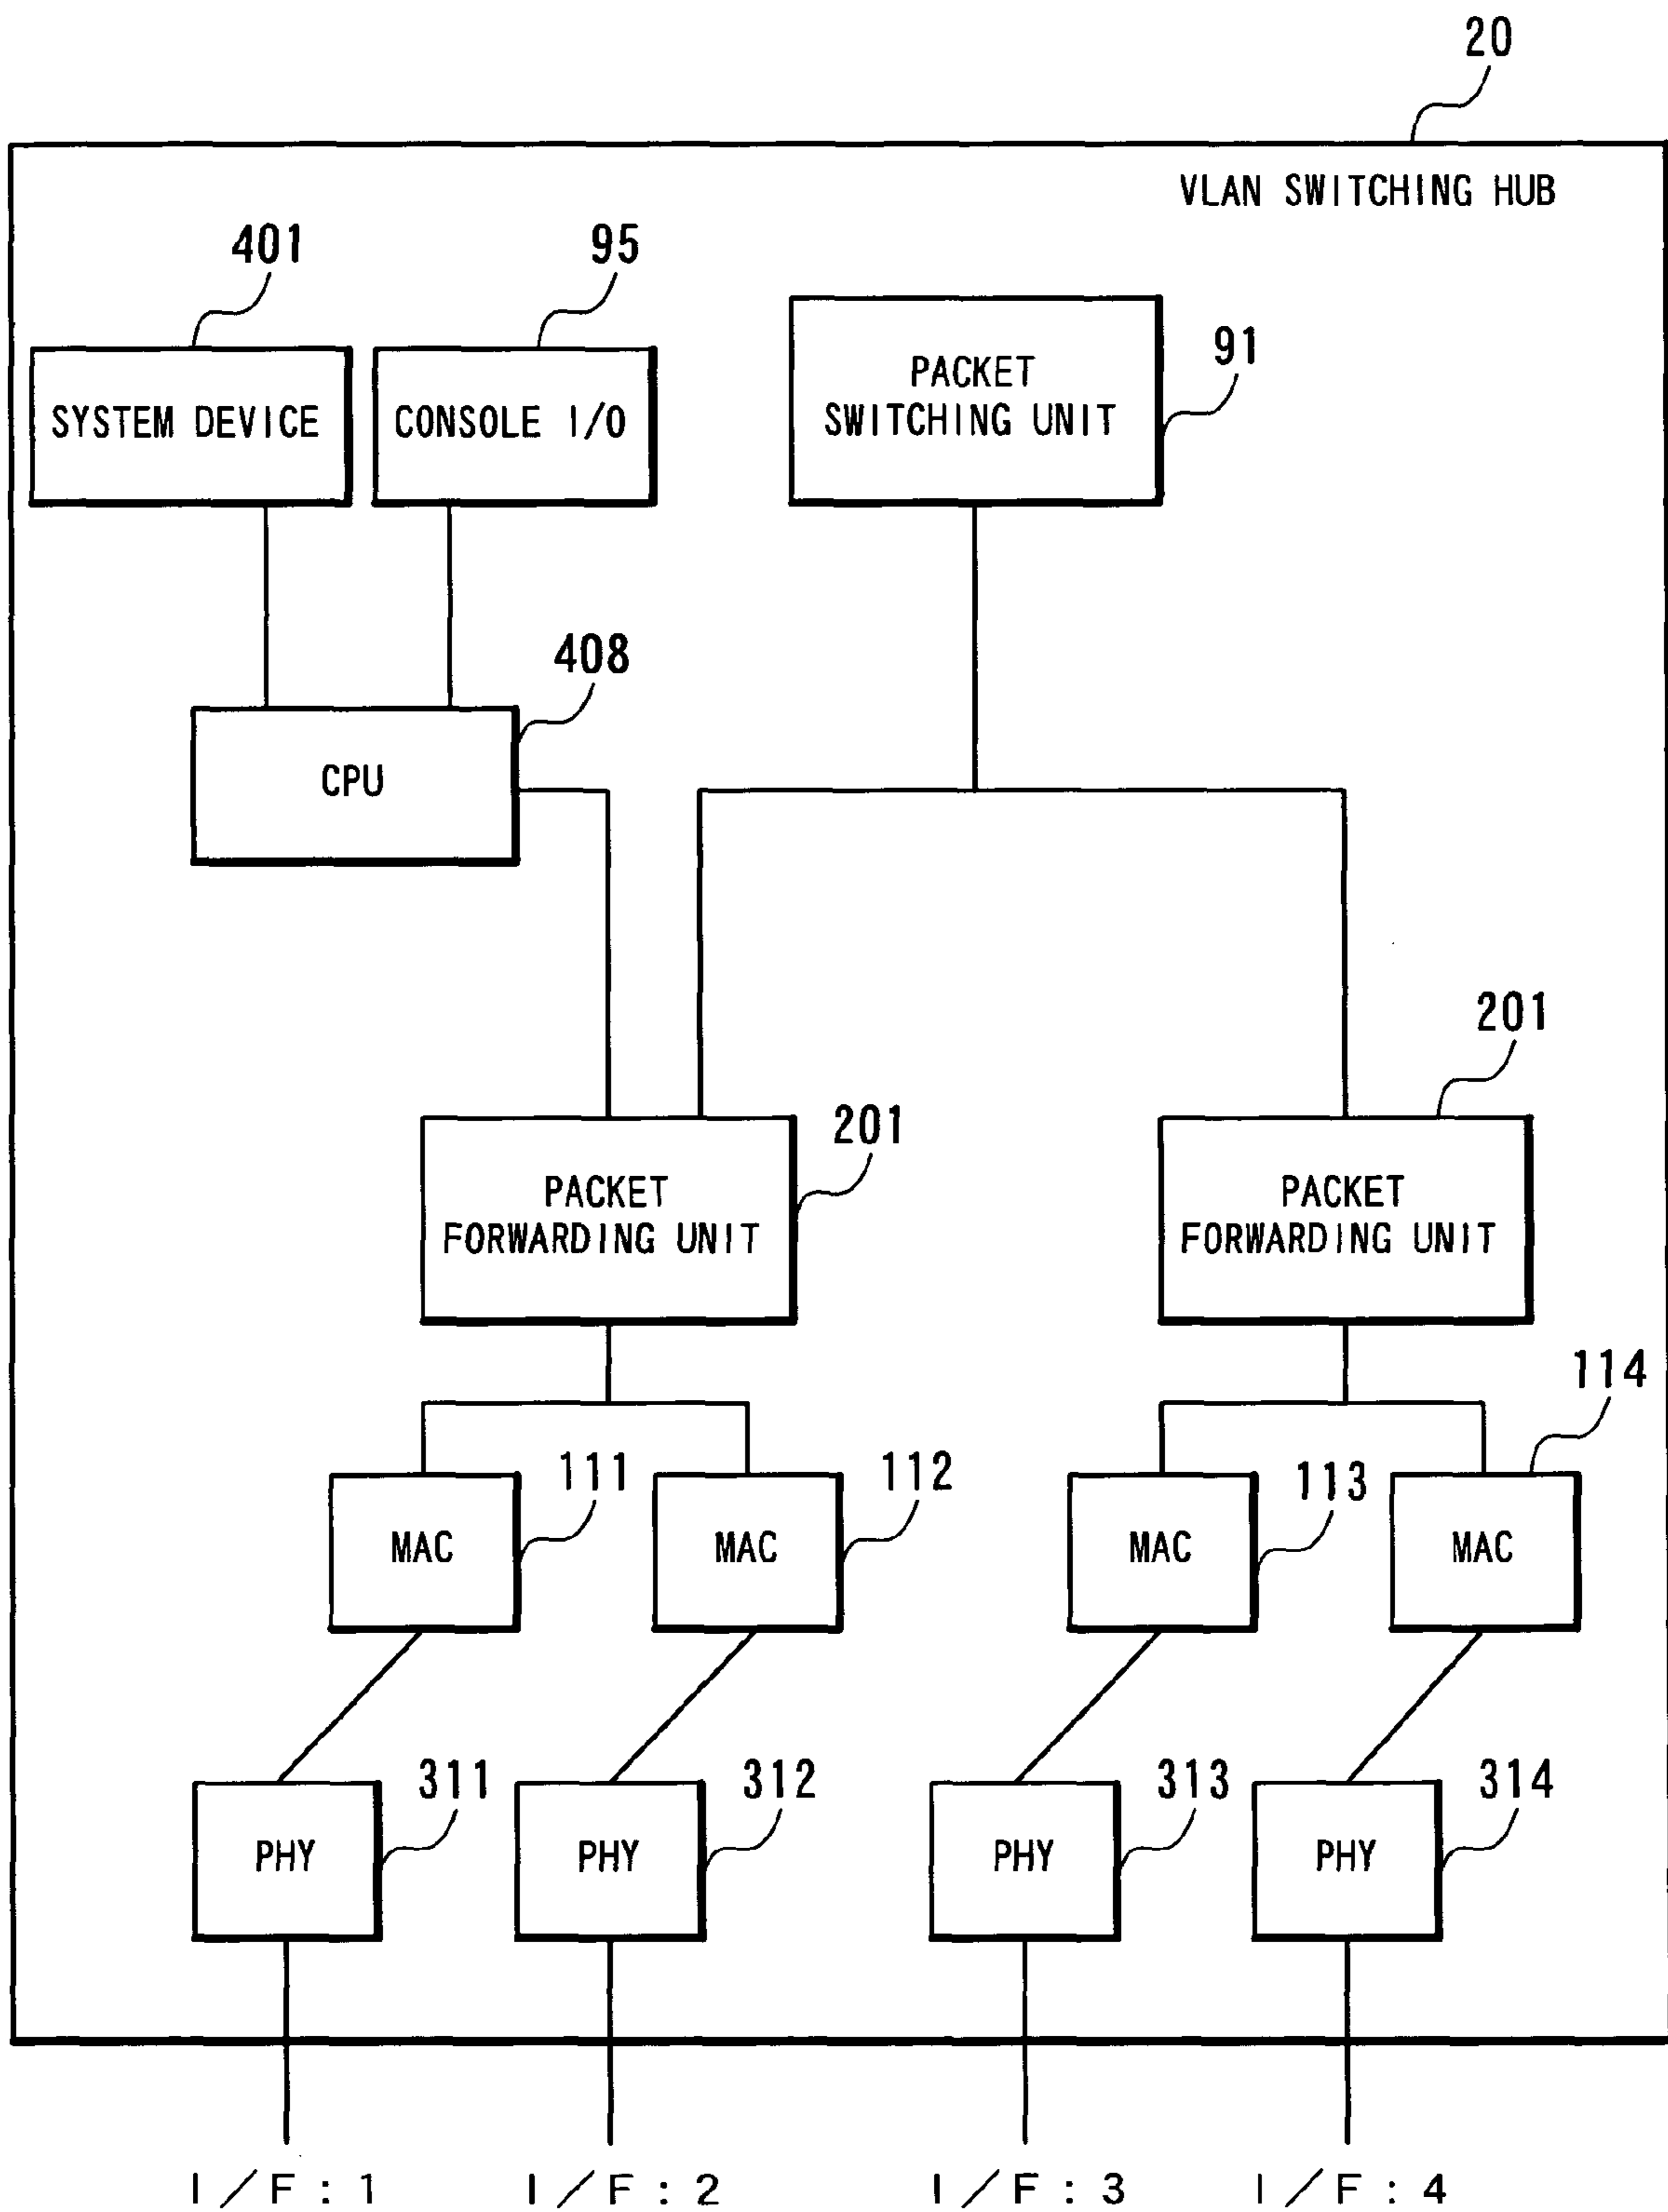 20
VLAN SWITCHING HUB
401
95
SYSTEM DEVICE
CONSOLE I/O
PACKET
SWITCHING UNIT
91
408
CPU
201
201
PACKET
FORWARDING UNIT
PACKET
FORWARDING UNIT
114
111
112
113
MAC
MAC
MAC
MAC
311
312
313
314
PHY
PHY
PHY
PHY
I/F:1
I/F:2
I/F:3
I/F:4